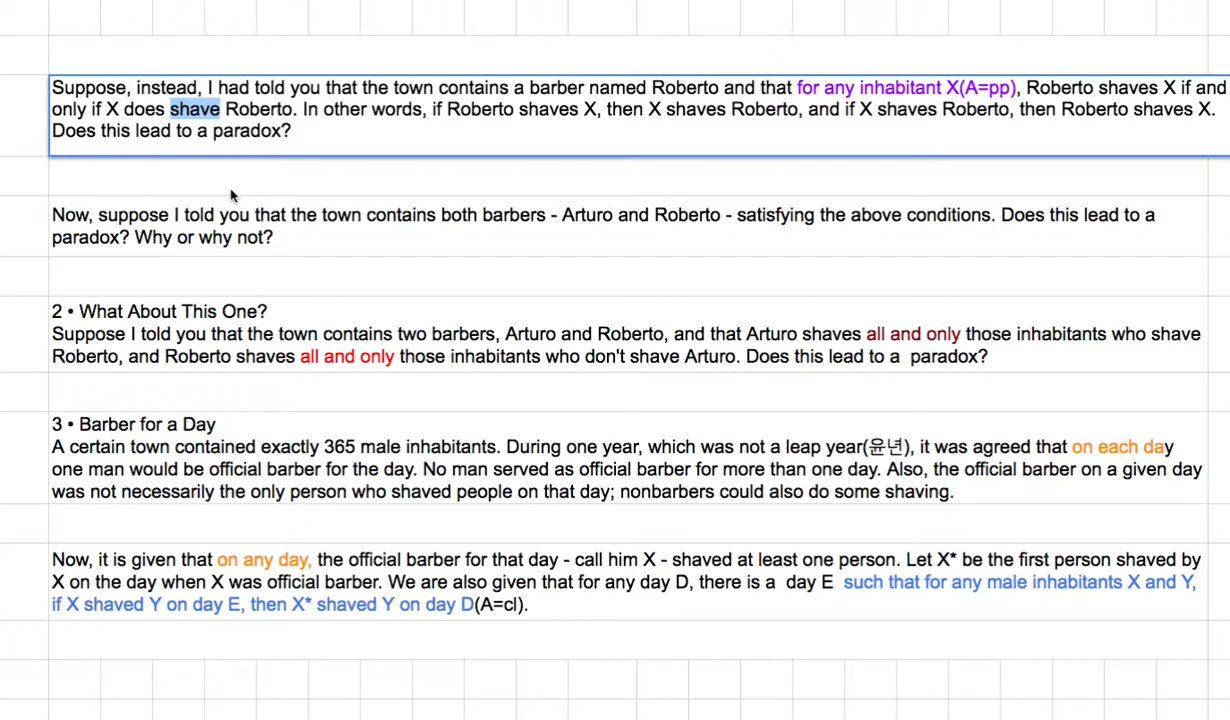 Suppose, instead, I had told you that the town contains a barber named Roberto and that for any inhabitant X(A=pp), Roberto shaves X if and
only if X does shave Roberto. In other words, if Roberto shaves X, then X shaves Roberto, and if X shaves Roberto, then Roberto shaves X.
Does this lead to a paradox?
Now, suppose I told you that the town contains both barbers - Arturo and Roberto - satisfying the above conditions. Does this lead to a
paradox? Why or why not?
2 • What About This One?
Suppose I told you that the town contains two barbers, Arturo and Roberto, and that Arturo shaves all and only those inhabitants who shave
Roberto, and Roberto shaves all and only those inhabitants who don't shave Arturo. Does this lead to a  paradox?
3 • Barber for a Day
A certain town contained exactly 365 male inhabitants. During one year, which was not a leap year(윤년), it was agreed that on each day
one man would be official barber for the day. No man served as official barber for more than one day. Also, the official barber on a given day
was not necessarily the only person who shaved people on that day; nonbarbers could also do some shaving.
Now, it is given that on any day, the official barber for that day - call him X - shaved at least one person. Let X* be the first person shaved by
X on the day when X was official barber. We are also given that for any day D, there is a  day E  such that for any male inhabitants X and Y,
if X shaved Y on day E, then X* shaved Y on day D(A=cl).